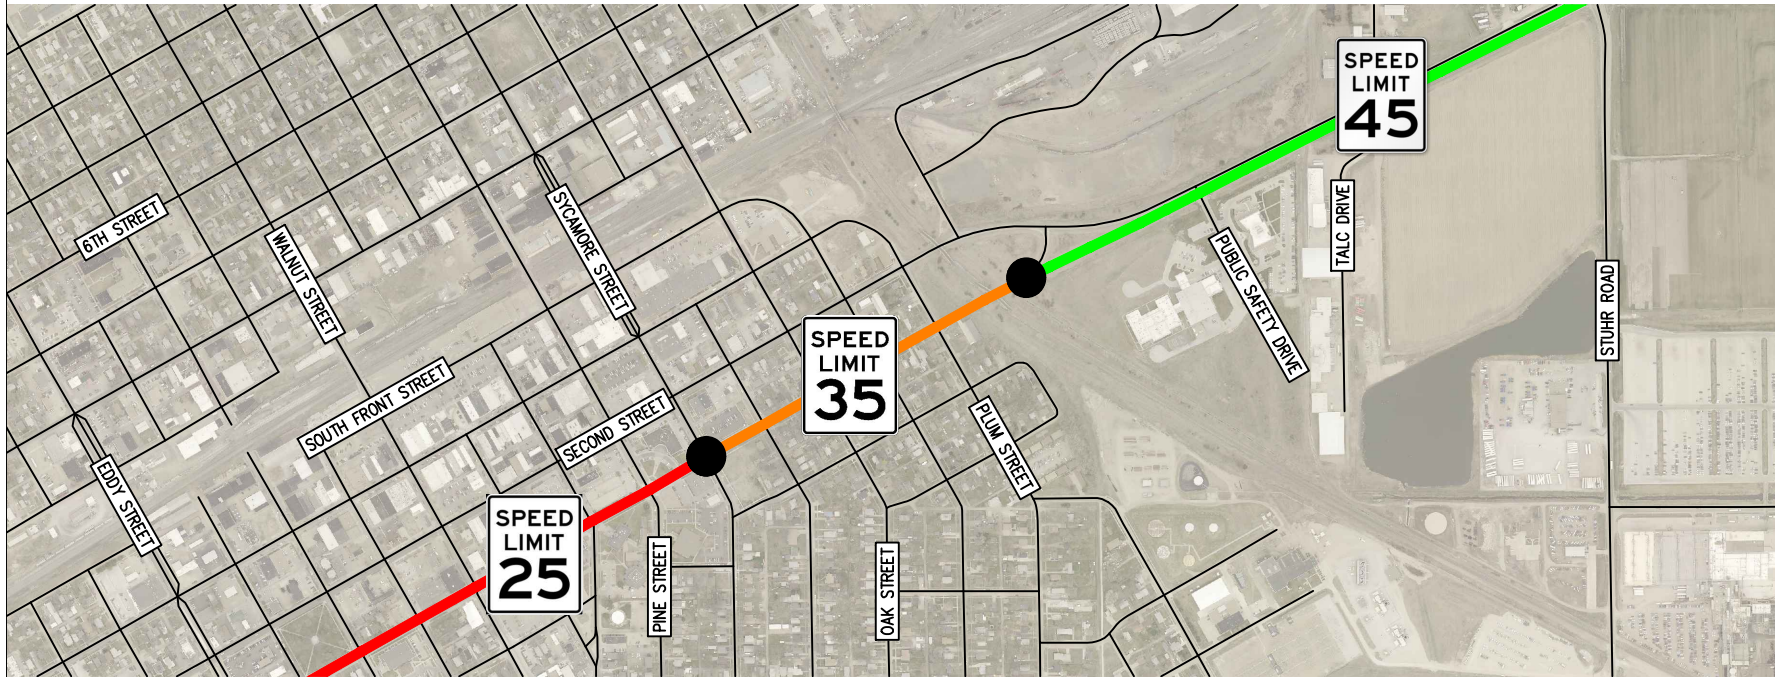 SPEED
LIMIT
45
6TH STREET
WALNUT STREET
SYCAMORE STREET
PUBLIC SAFETY DRIVE
TALC DRIVE
STUHR ROAD
SPEED
LIMIT
35
SOUTH FRONT STREET
SECOND STREET
PLUM STREET
EDDY STREET
SPEED
LIMIT
25
PINE STREET
OAK STREET